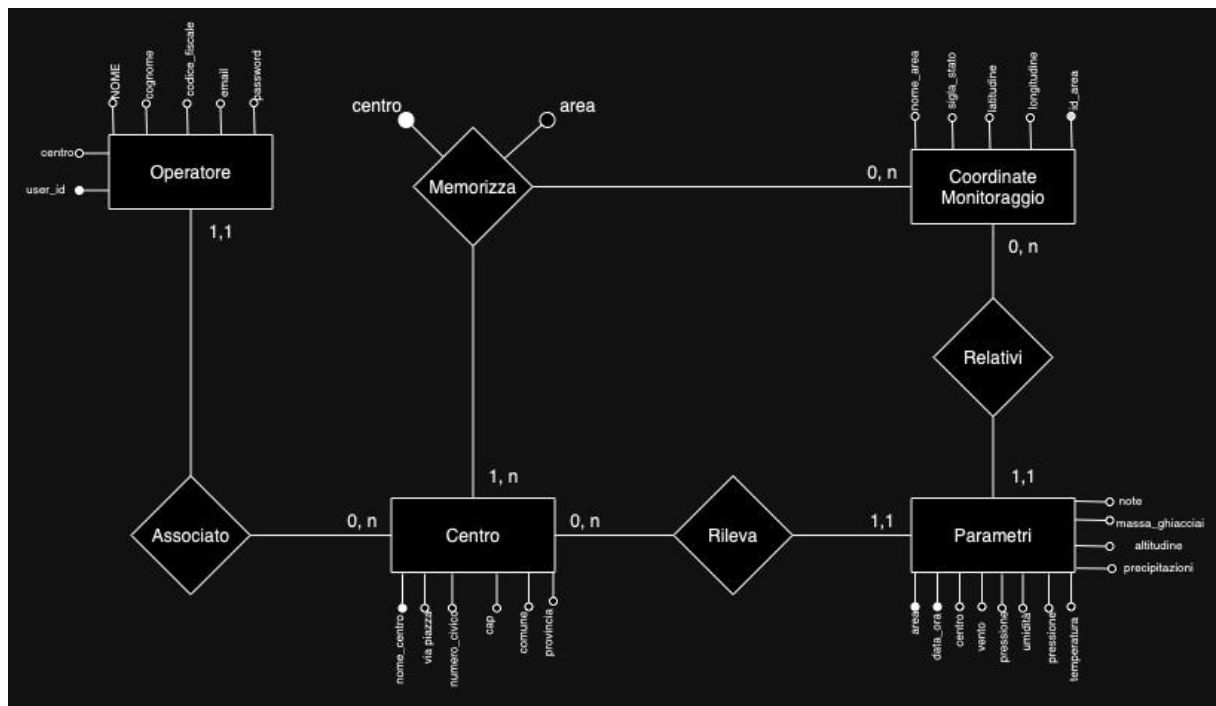 NOME
cognome
codice_fiscale
email
password
centro
user_id
Operatore
1,1
centro
area
Memorizza
0, n
nome_area
sigla_stato
latitudine
longitudine
id_area
Coordinate
Monitoraggio
0, n
Relativi
1,1
1, n
Associato
0, n
Centro
0, n
Rileva
1,1
Parametri
note
massa_ghiacciai
altitudine
precipitazioni
nome_centro
via piazza
numero_civico
cap
comune
provincia
area
data_ora
centro
vento
pressione
umidità
pressione
temperatura